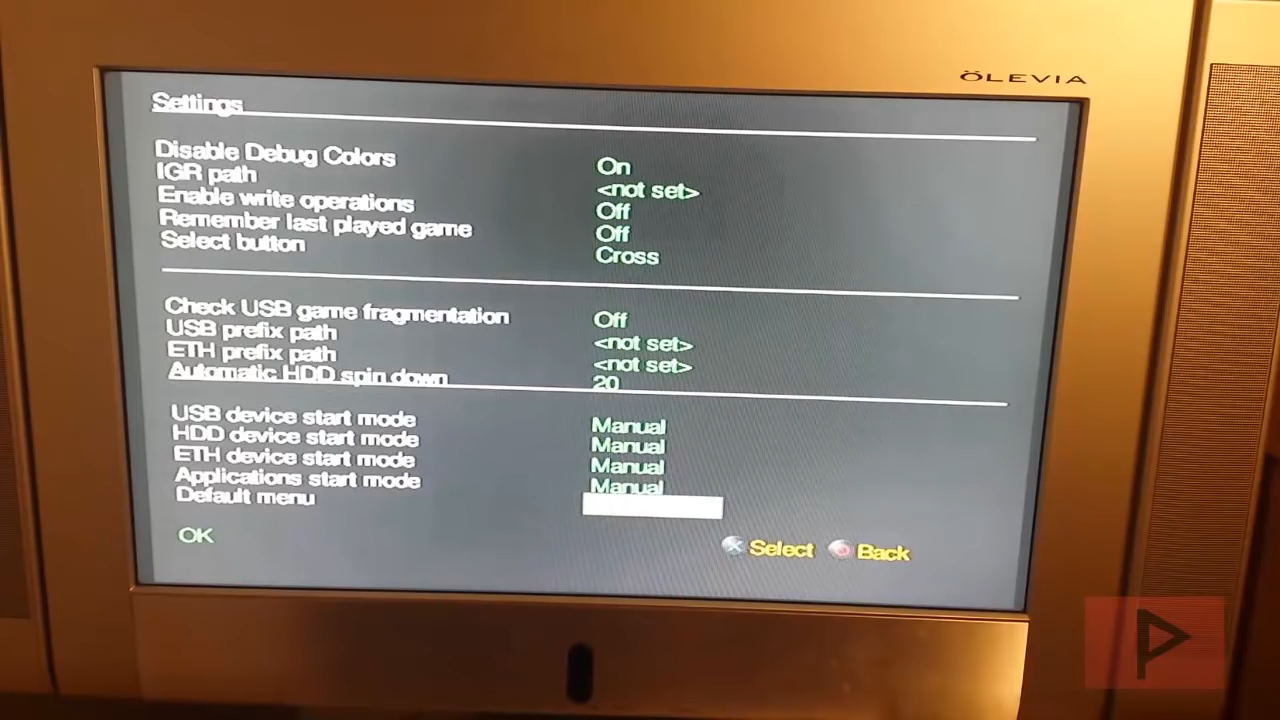 ÖLEVIA
Settings
Disable Debug Colors On
IGR path <not set>
Enable write operations Off
Remember last played game Off
Select button Cross
Check USB game fragmentation Off
USB prefix path <not set>
ETH prefix path <not set>
Automatic HDD spin down 20
USB device start mode Manual
HDD device start mode Manual
ETH device start mode Manual
Applications start mode Manual
Default menu
OK
Select Back